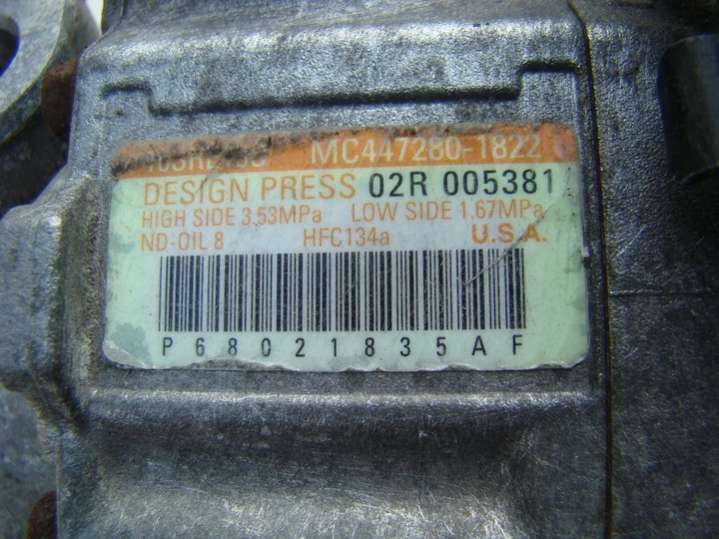 MC447280-1822
DESIGN PRESS 02R 005381
HIGH SIDE 3.53MPa LOW SIDE 1.67MPa
ND-OIL 8 HFC134a U.S.A.
P68021835AF